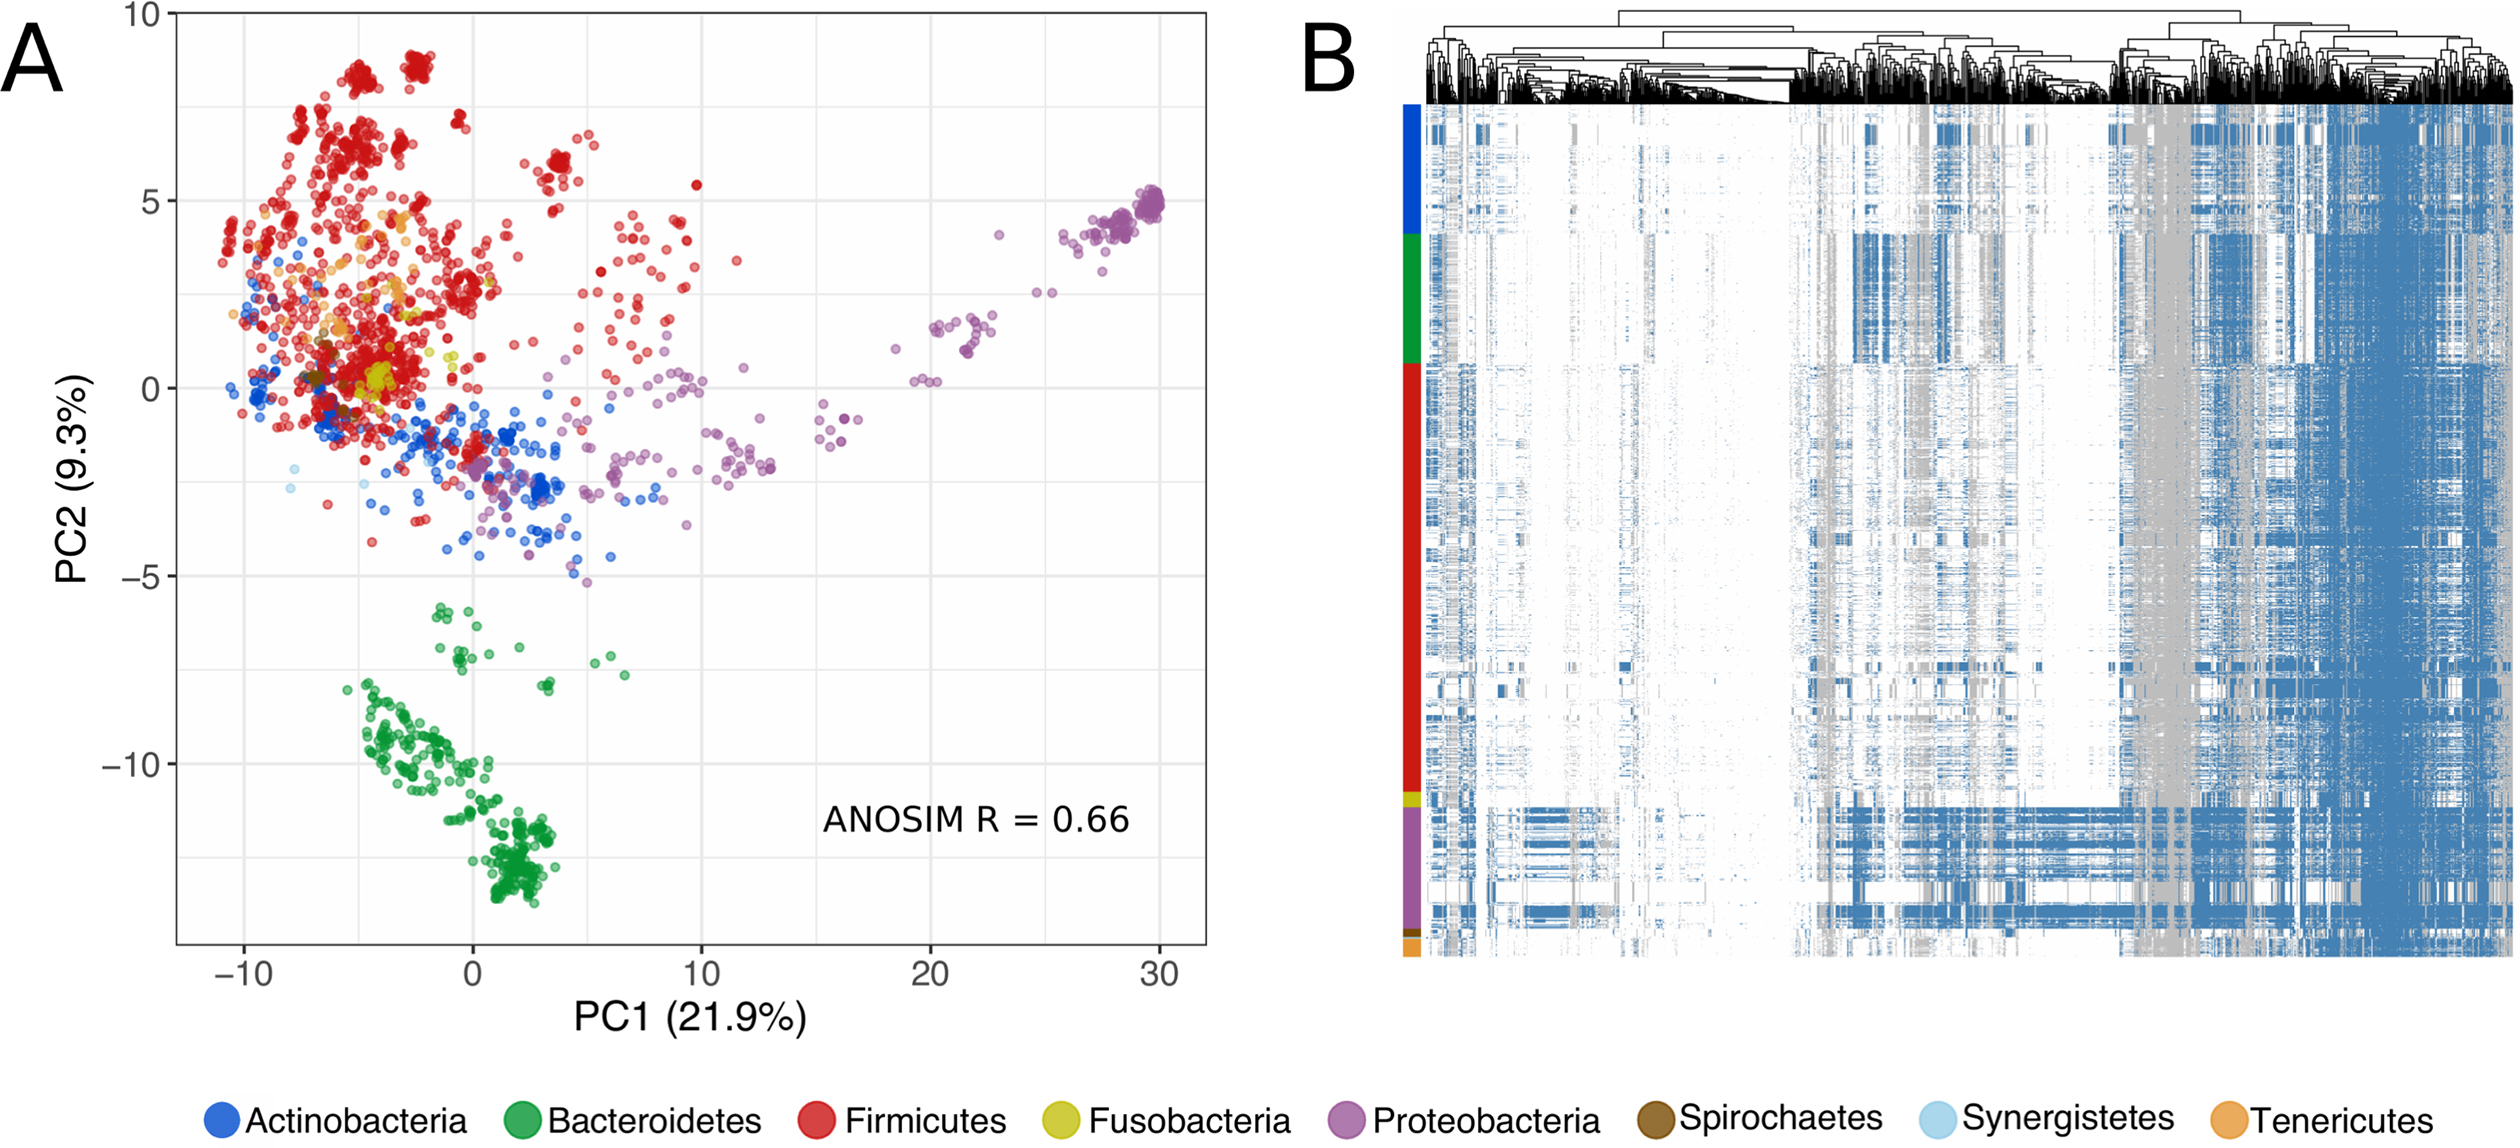 A
B
10
5
0
−5
−10
PC2 (9.3%)
ANOSIM R = 0.66
−10
0
10
20
30
PC1 (21.9%)
Actinobacteria
Bacteroidetes
Firmicutes
Fusobacteria
Proteobacteria
Spirochaetes
Synergistetes
Tenericutes